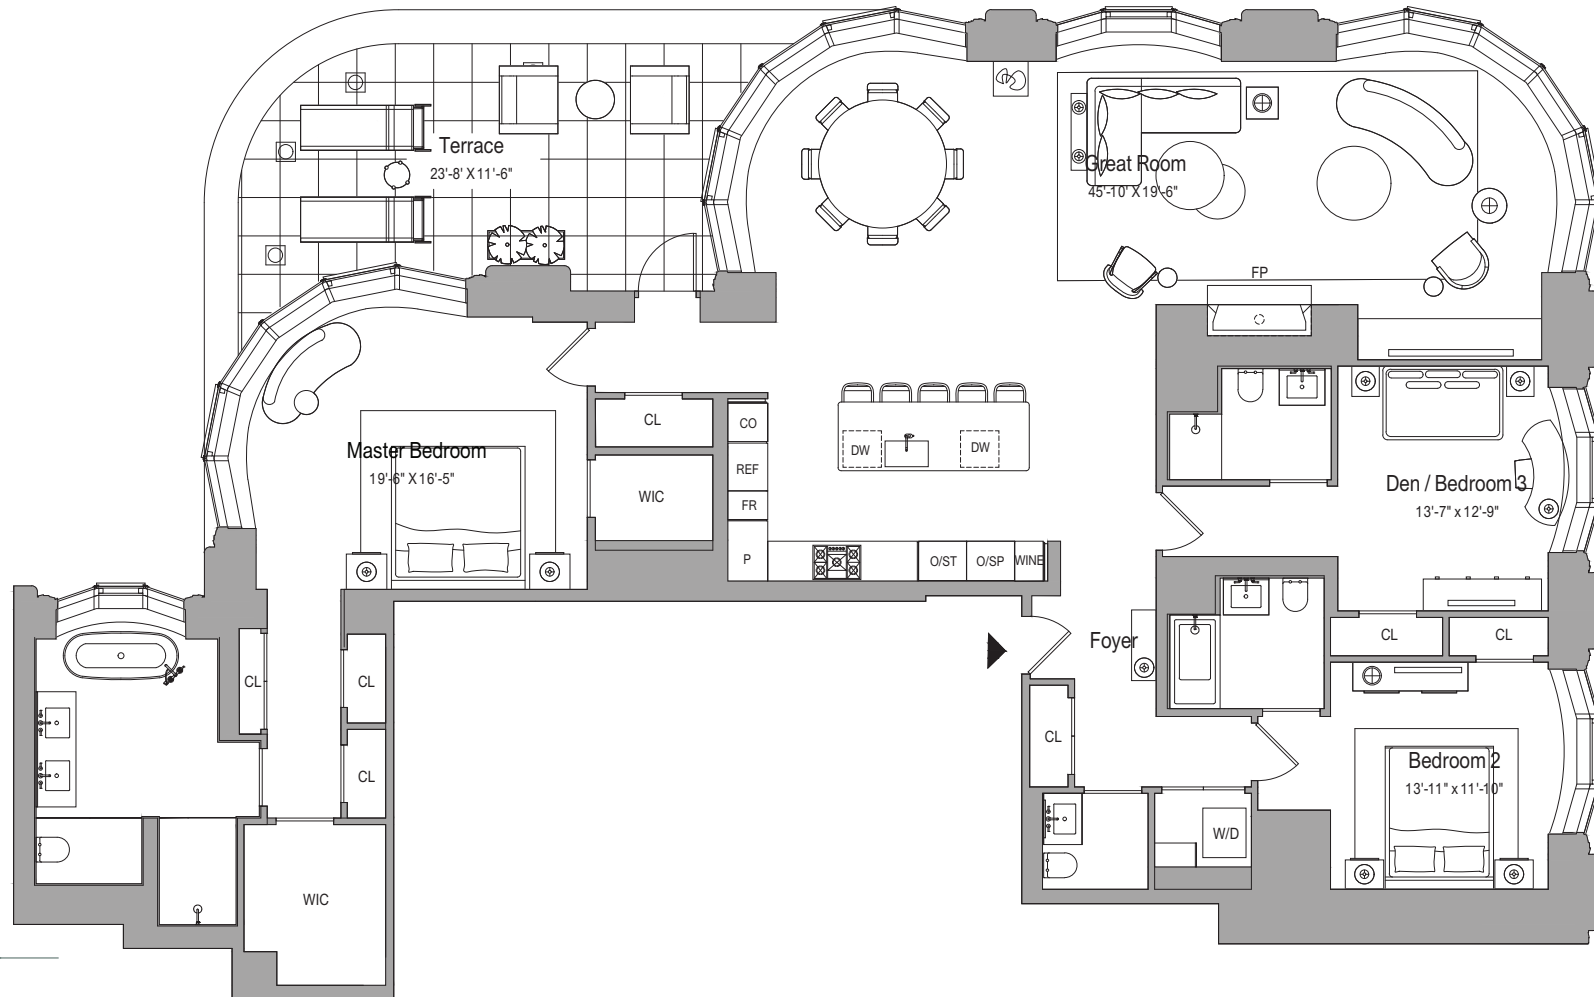 Terrace
23'-8' X 11'-6"
Great Room
45'-10' X 19'-6"
FP
CL
WIC
CO
REF
FR
P
DW
DW
O/ST
O/SP
WINE
Master Bedroom
19'-6" X 16'-5"
Den / Bedroom 3
13'-7" x 12'-9"
CL
CL
Foyer
CL
CL
CL
CL
Bedroom 2
13'-11" x 11'-10"
W/D
WIC